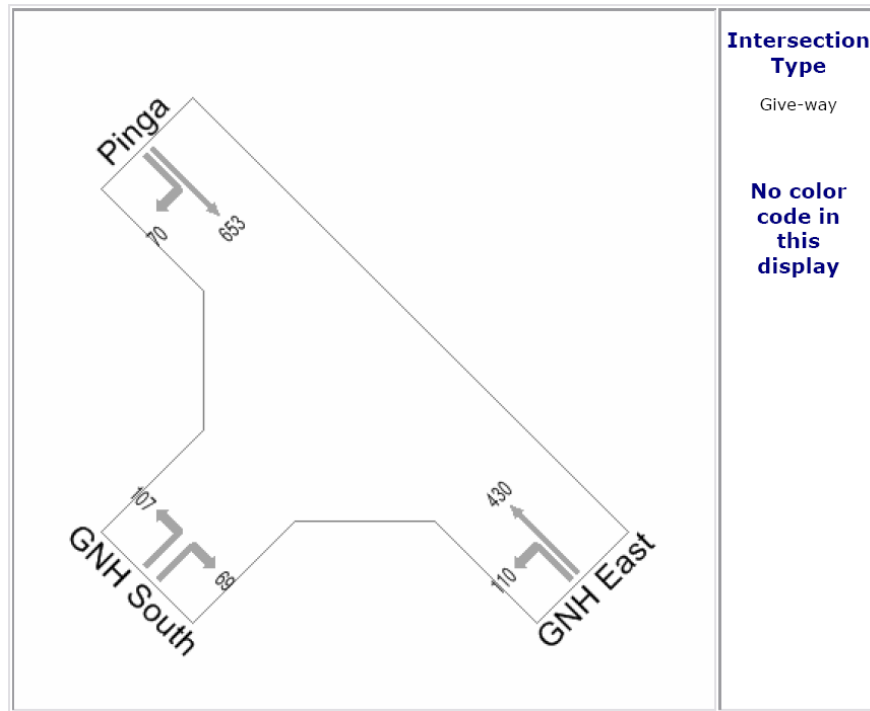 Pinga
70
653
107
69
GNH South
430
110
GNH East
Intersection
Type
Give-way
No color
code in
this
display